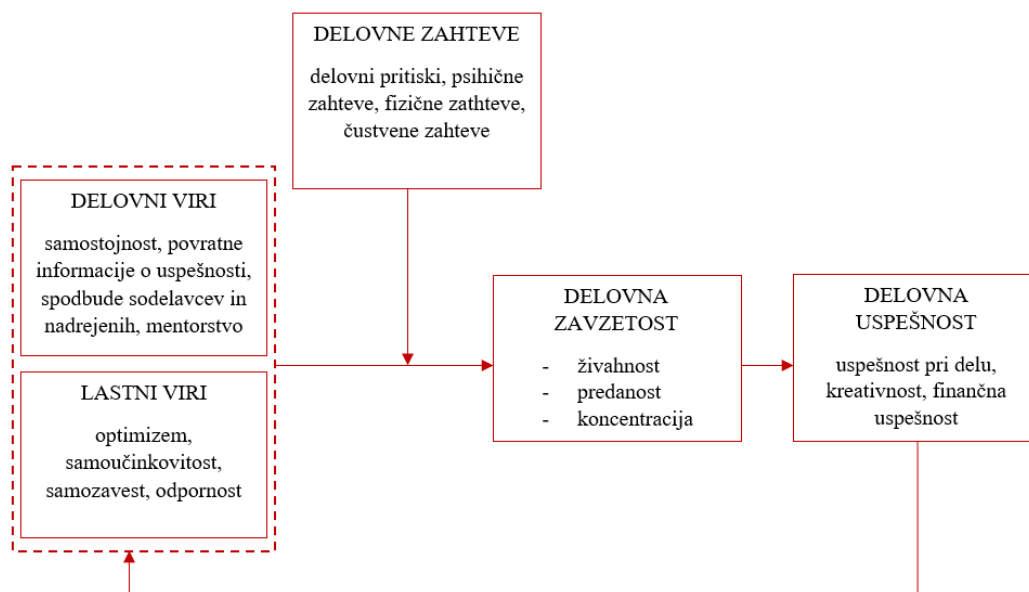 DELOVNE ZAHTEVE
delovni pritiski, psihične
zahteve, fizične zathteve,
čustvene zahteve
DELOVNI VIRI
samostojnost, povratne
informacije o uspešnosti,
spodbude sodelavcev in
nadrejenih, mentorstvo
LASTNI VIRI
optimizem,
samoučinkovitost,
samozavest, odpornost
DELOVNA
ZAVZETOST
- živahnost
- predanost
- koncentracija
DELOVNA
USPEŠNOST
uspešnost pri delu,
kreativnost, finančna
uspešnost